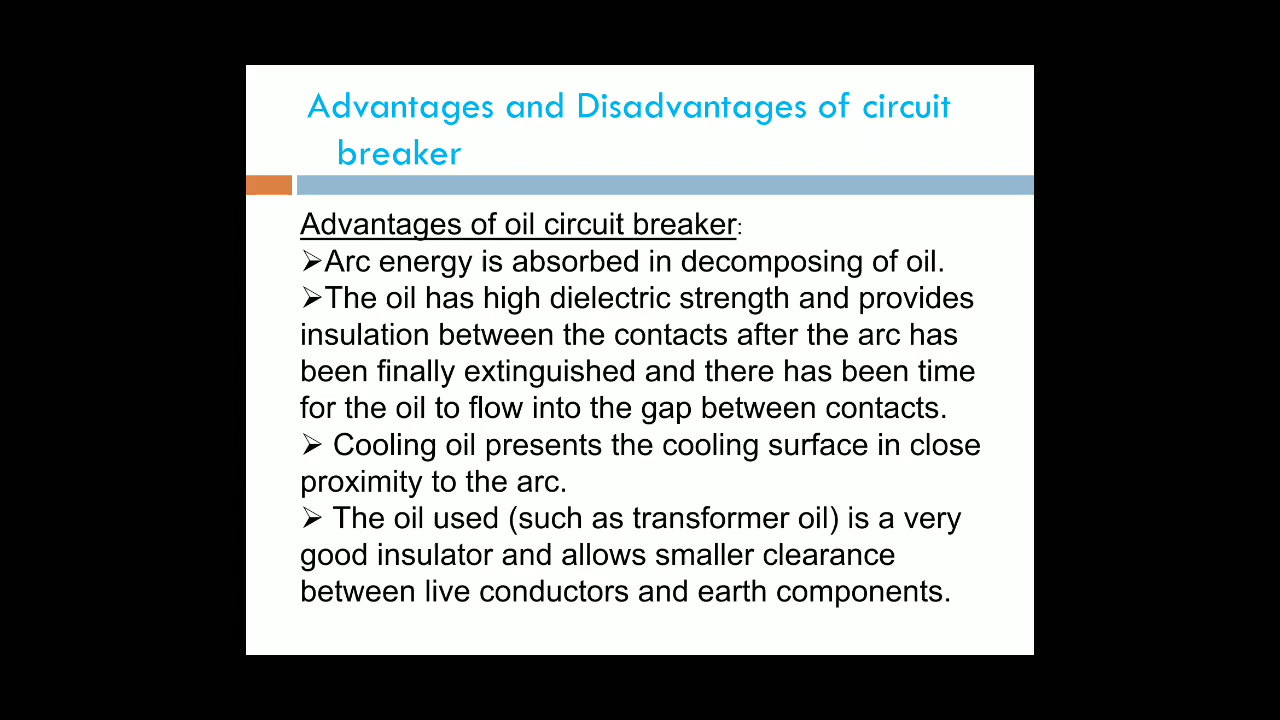 Advantages and Disadvantages of circuit
breaker
Advantages of oil circuit breaker:
➢Arc energy is absorbed in decomposing of oil.
➢The oil has high dielectric strength and provides
insulation between the contacts after the arc has
been finally extinguished and there has been time
for the oil to flow into the gap between contacts.
➢ Cooling oil presents the cooling surface in close
proximity to the arc.
➢ The oil used (such as transformer oil) is a very
good insulator and allows smaller clearance
between live conductors and earth components.